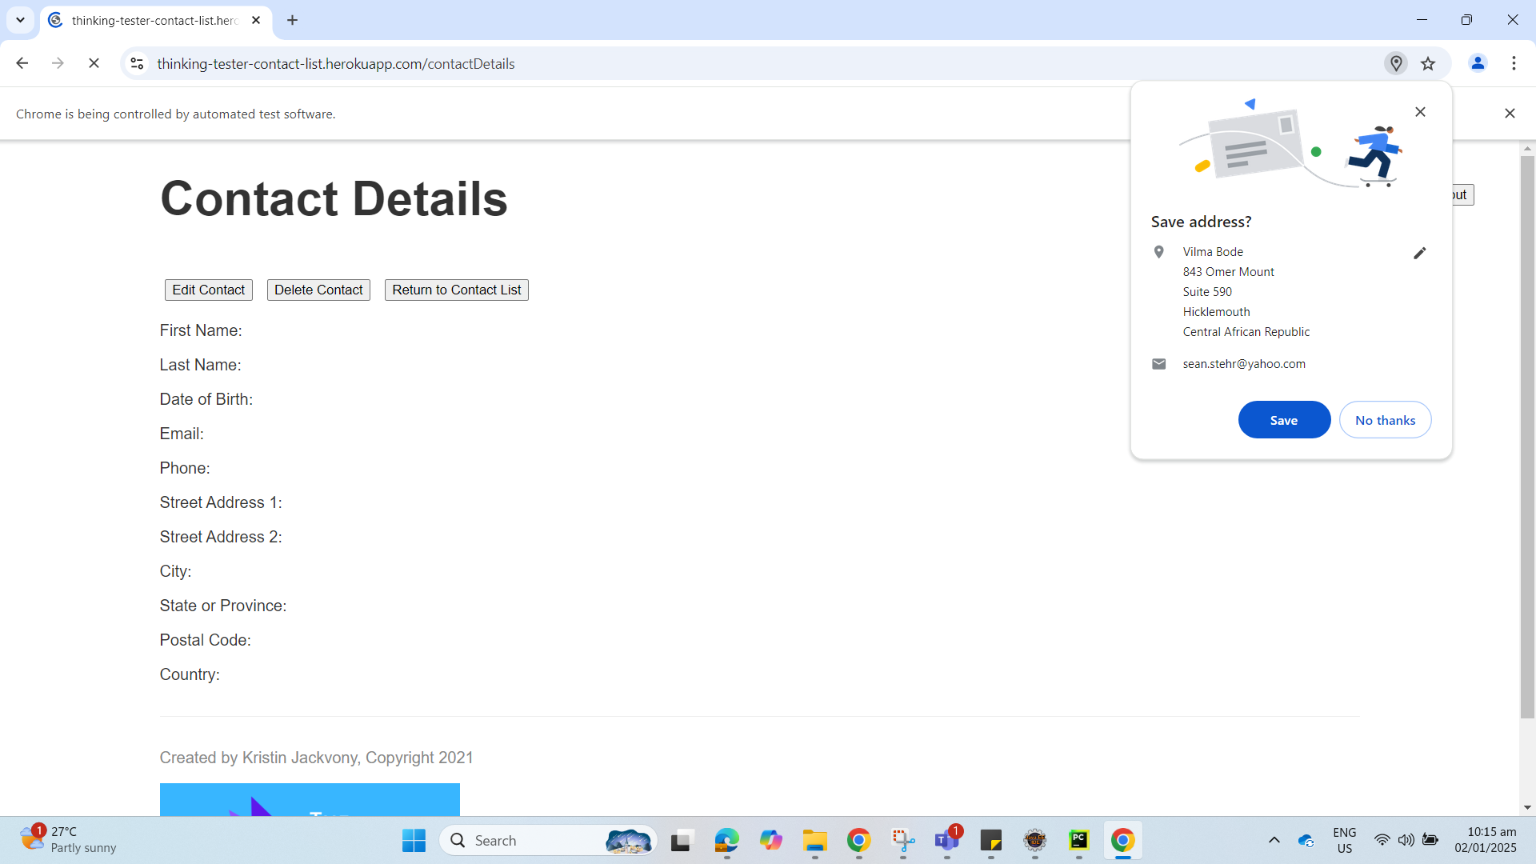 thinking-tester-contact-list.herc
thinking-tester-contact-list.herokuapp.com/contactDetails
Chrome is being controlled by automated test software.
Contact Details
Edit Contact
Delete Contact
Return to Contact List
First Name:
Last Name:
Date of Birth:
Email:
Phone:
Street Address 1:
Street Address 2:
City:
State or Province:
Postal Code:
Country:
Created by Kristin Jackvony, Copyright 2021
Save address?
Vilma Bode
843 Omer Mount
Suite 590
Hicklemouth
Central African Republic
sean.stehr@yahoo.com
Save
No thanks
1
27°C
Partly sunny
Search
1
PC
ENG
US
10:15 am
02/01/2025